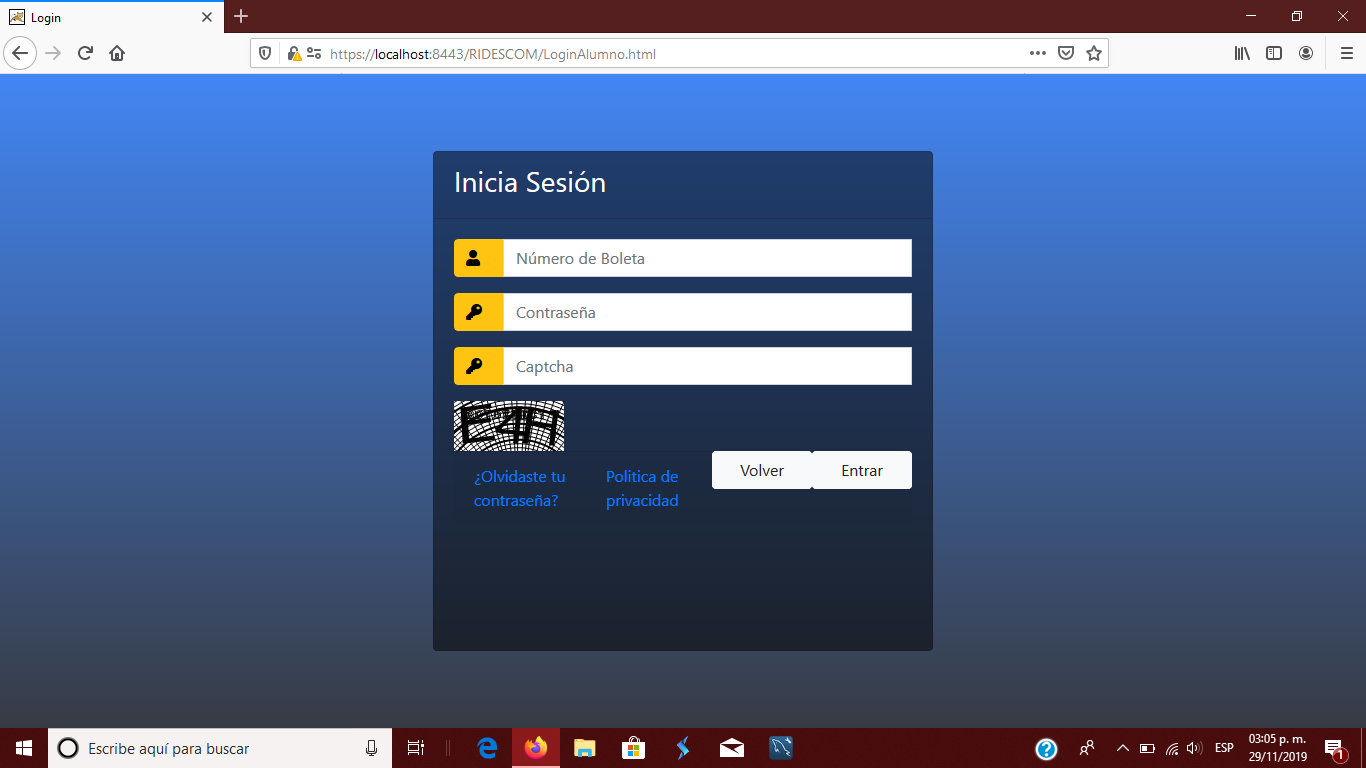 Login
https://localhost:8443/RIDESCOM/LoginAlumno.html
Inicia Sesión
Número de Boleta
Contraseña
Captcha
E4H
¿Olvidaste tu
contraseña?
Politica de
privacidad
Volver
Entrar
Escribe aquí para buscar
ESP
03:05 p. m.
29/11/2019
1